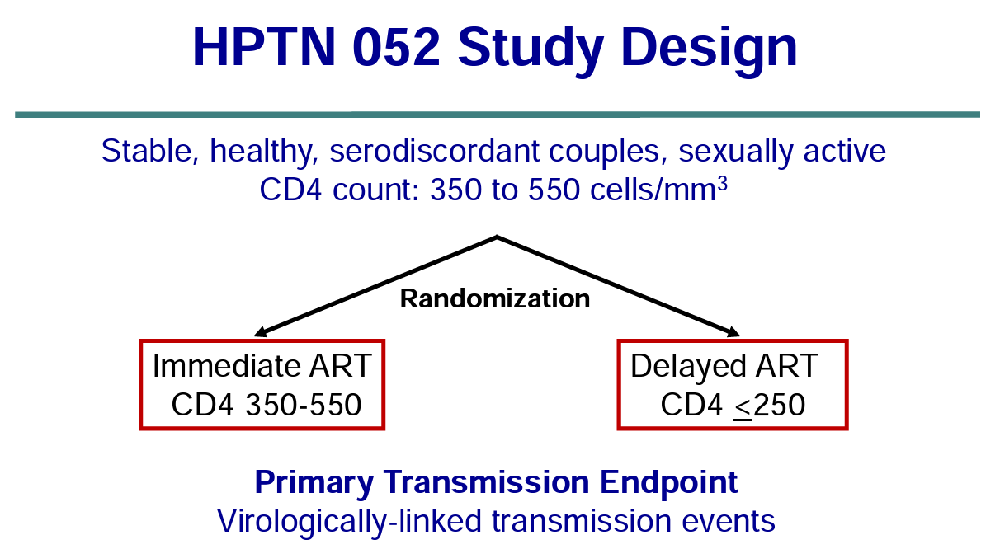 HPTN 052 Study Design
Stable, healthy, serodiscordant couples, sexually active
CD4 count: 350 to 550 cells/mm³
Randomization
Immediate ART
CD4 350-550
Delayed ART
CD4 ≤250
Primary Transmission Endpoint
Virologically-linked transmission events